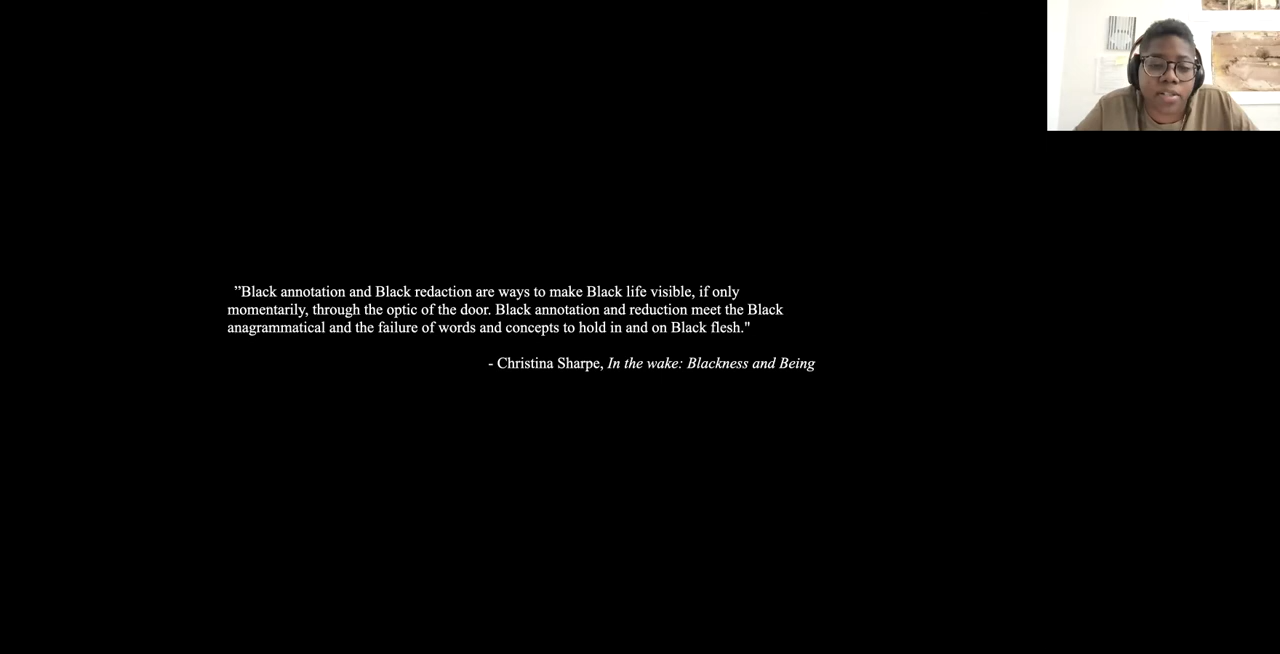 ”Black annotation and Black redaction are ways to make Black life visible, if only
momentarily, through the optic of the door. Black annotation and reduction meet the Black
anagrammatical and the failure of words and concepts to hold in and on Black flesh."
- Christina Sharpe, In the wake: Blackness and Being